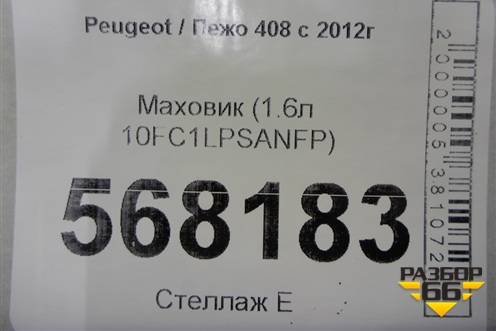 Peugeot / Пежо 408 с 2012г
Маховик (1.6л
10FC1LPSANFP)
568183
Стеллаж Е
2000005381072
РАЗБОР
66